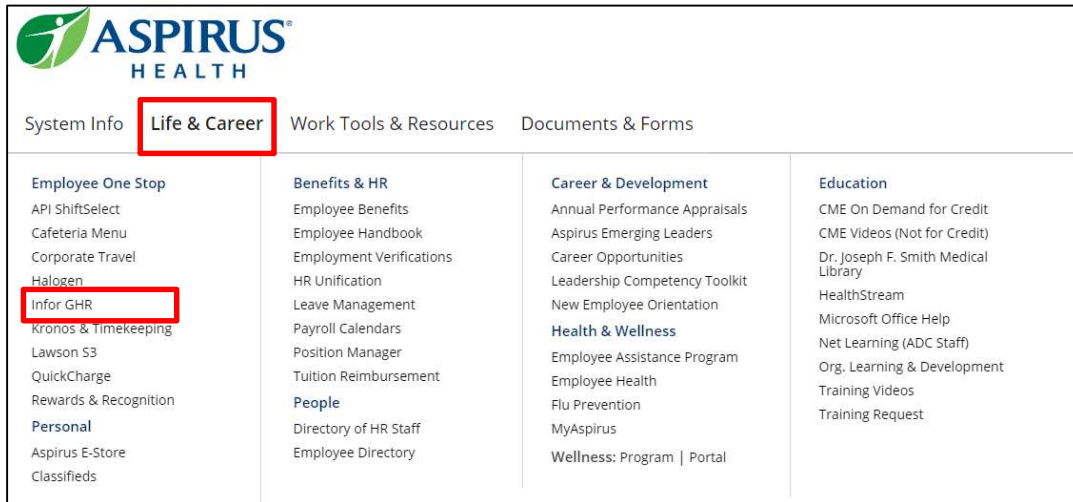 ASPIRUS®
HEALTH
System Info Life & Career Work Tools & Resources Documents & Forms
Employee One Stop
API ShiftSelect
Cafeteria Menu
Corporate Travel
Halogen
Infor GHR
Kronos & Timekeeping
Lawson S3
QuickCharge
Rewards & Recognition
Personal
Aspirus E-Store
Classifieds
Benefits & HR
Employee Benefits
Employee Handbook
Employment Verifications
HR Unification
Leave Management
Payroll Calendars
Position Manager
Tuition Reimbursement
People
Directory of HR Staff
Employee Directory
Career & Development
Annual Performance Appraisals
Aspirus Emerging Leaders
Career Opportunities
Leadership Competency Toolkit
New Employee Orientation
Health & Wellness
Employee Assistance Program
Employee Health
Flu Prevention
MyAspirus
Wellness: Program | Portal
Education
CME On Demand for Credit
CME Videos (Not for Credit)
Dr. Joseph F. Smith Medical
Library
HealthStream
Microsoft Office Help
Net Learning (ADC Staff)
Org. Learning & Development
Training Videos
Training Request